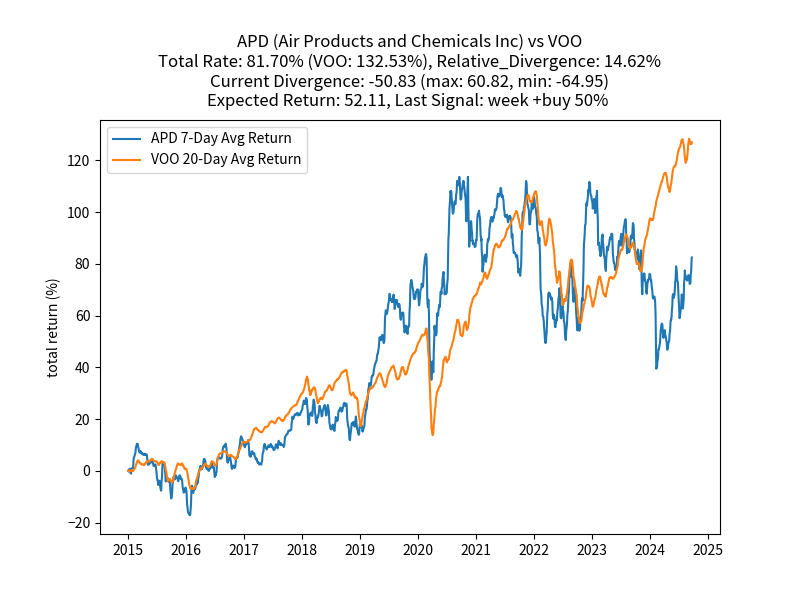 APD (Air Products and Chemicals Inc) vs VOO
Total Rate: 81.70% (VOO: 132.53%), Relative_Divergence: 14.62%
Current Divergence: -50.83 (max: 60.82, min: -64.95)
Expected Return: 52.11, Last Signal: week +buy 50%
APD 7-Day Avg Return
VOO 20-Day Avg Return
total return (%)
120
100
80
60
40
20
0
−20
2015 2016 2017 2018 2019 2020 2021 2022 2023 2024 2025